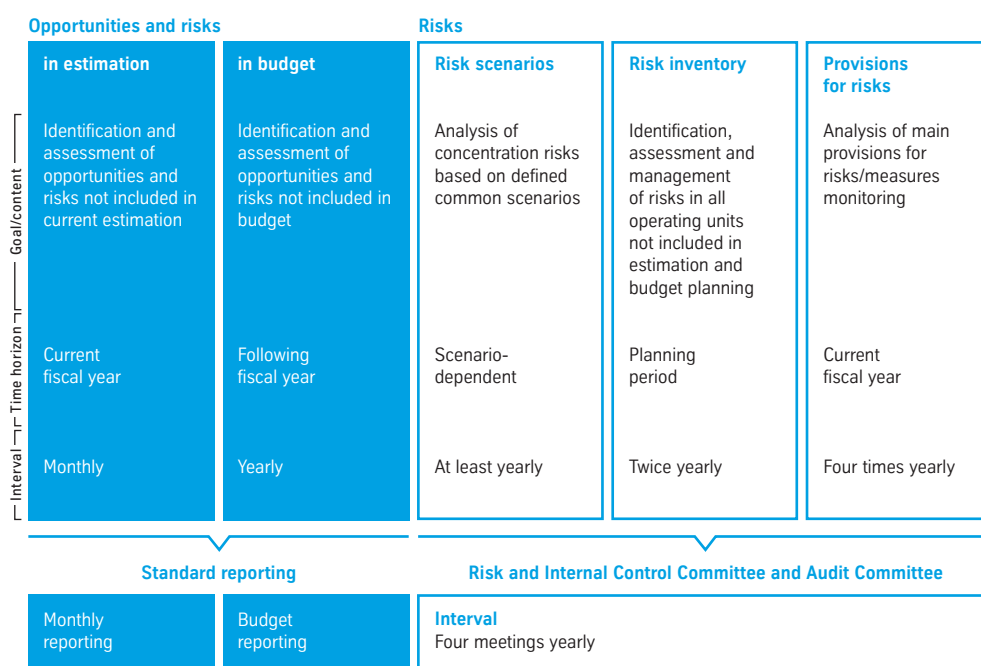 Opportunities and risks
Risks
in estimation
in budget
Risk scenarios
Risk inventory
Provisions
for risks
Goal/content
Identification and
assessment of
opportunities and
risks not included in
current estimation
Identification and
assessment of
opportunities and
risks not included in
budget
Analysis of
concentration risks
based on defined
common scenarios
Identification,
assessment and
management
of risks in all
operating units
not included in
estimation and
budget planning
Analysis of main
provisions for
risks/measures
monitoring
Time horizon
Current
fiscal year
Following
fiscal year
Scenario-
dependent
Planning
period
Current
fiscal year
Interval
Monthly
Yearly
At least yearly
Twice yearly
Four times yearly
Standard reporting
Risk and Internal Control Committee and Audit Committee
Monthly
reporting
Budget
reporting
Interval
Four meetings yearly